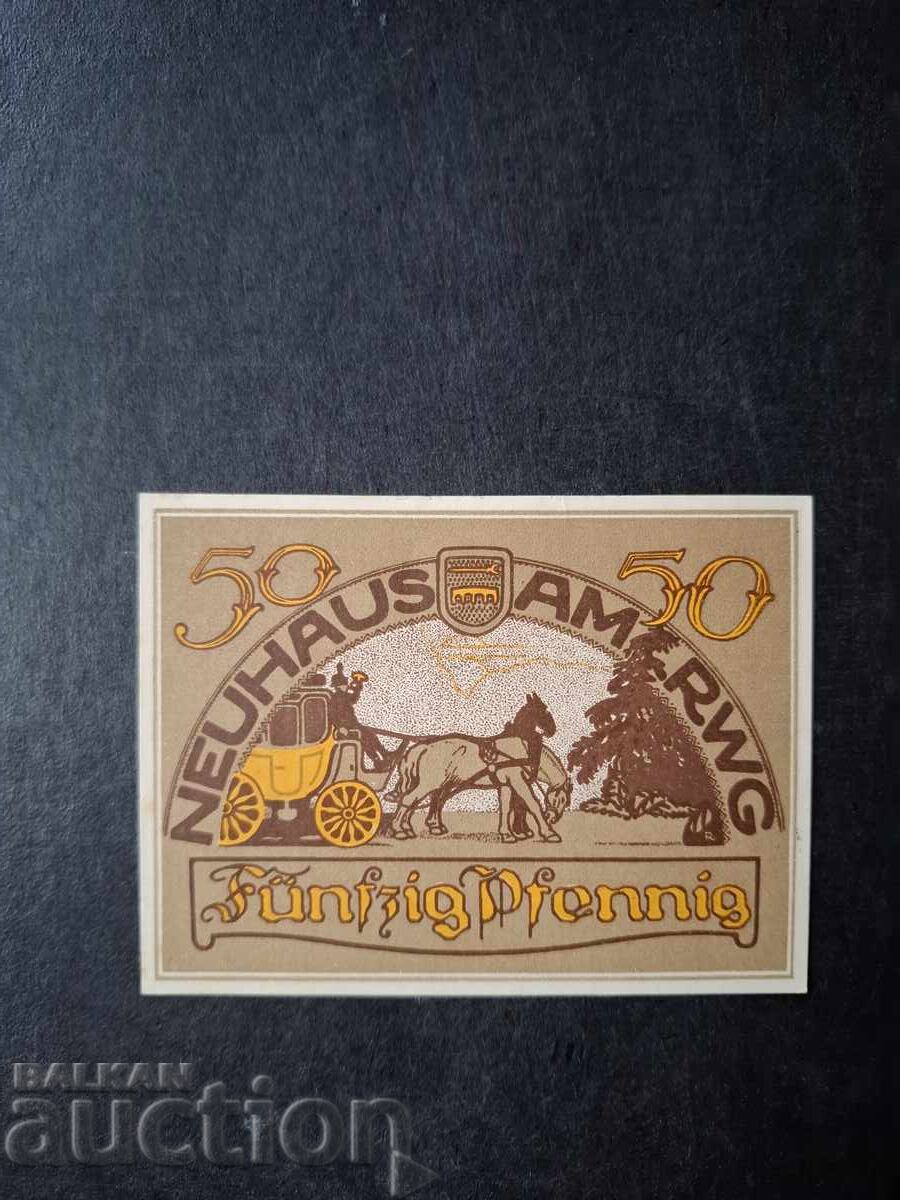 50 50
NEUHAUS AM RWG
Fünfzig Pfennig
BALKAN
auction